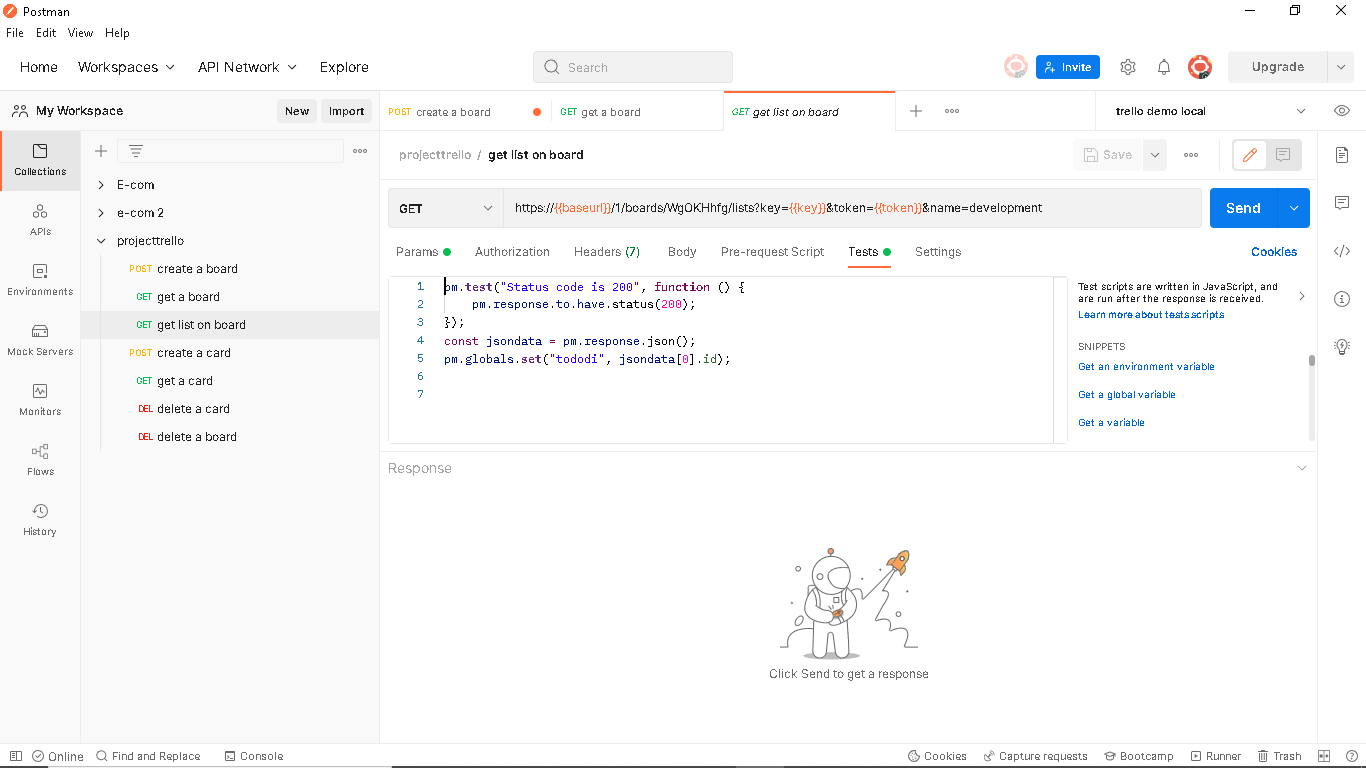 Postman
File Edit View Help
Home Workspaces API Network Explore Search Invite Upgrade
My Workspace New Import
POST create a board GET get a board GET get list on board trello demo local
Collections
APIs
Environments
Mock Servers
Monitors
Flows
History
E-com
e-com 2
projecttrello
POST create a board
GET get a board
GET get list on board
POST create a card
GET get a card
DEL delete a card
DEL delete a board
projecttrello / get list on board Save
GET https://{{baseurl}}/1/boards/WgOKHhfg/lists?key={{key}}&token={{token}}&name=development Send
Params Authorization Headers (7) Body Pre-request Script Tests Settings Cookies
1 pm.test("Status code is 200", function () {
2 pm.response.to.have.status(200);
3 });
4 const jsondata = pm.response.json();
5 pm.globals.set("tododi", jsondata[0].id);
6
7
Test scripts are written in JavaScript, and
are run after the response is received.
Learn more about tests scripts
SNIPPETS
Get an environment variable
Get a global variable
Get a variable
Response
Click Send to get a response
Online Find and Replace Console Cookies Capture requests Bootcamp Runner Trash